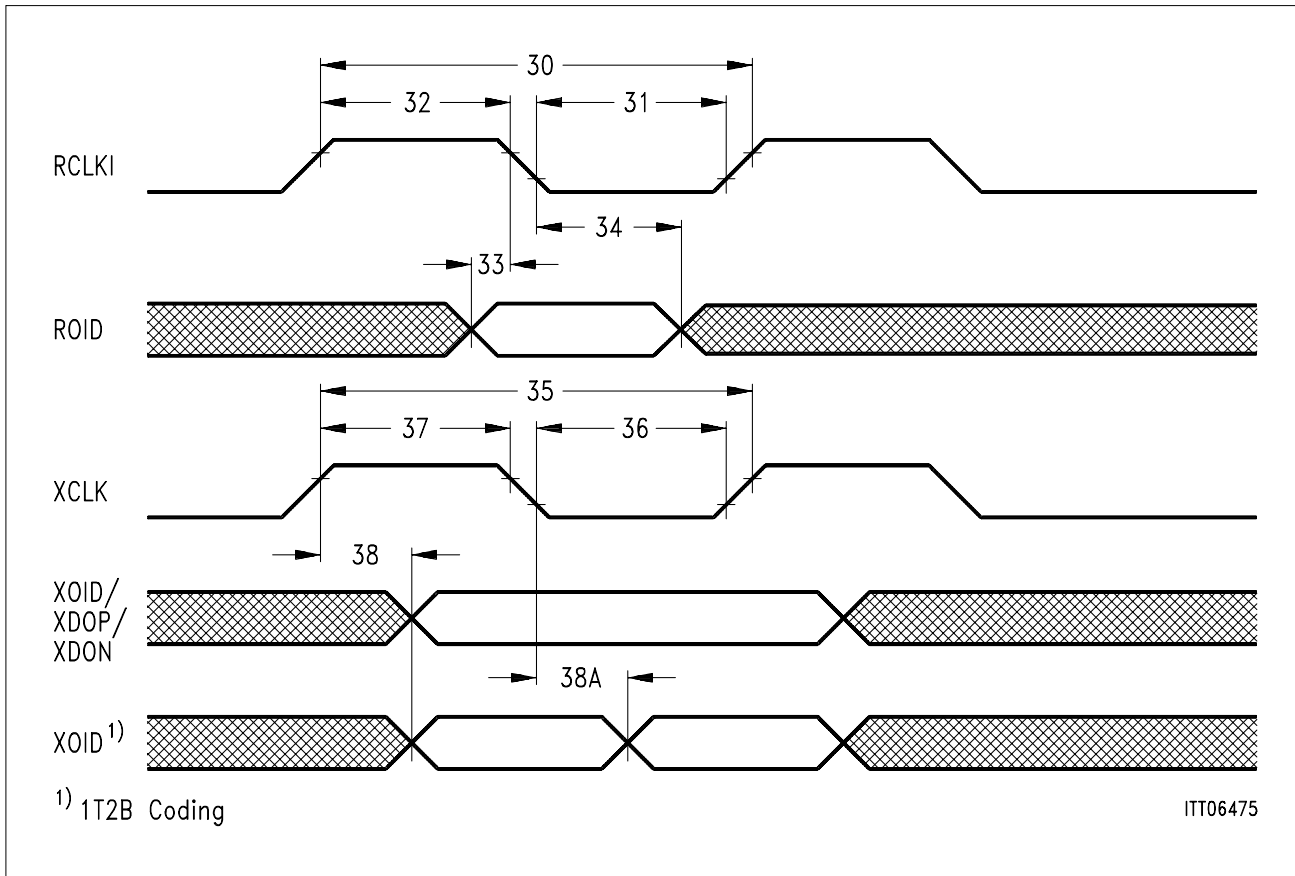 30
32
31
RCLKI
34
33
ROID
35
37
36
XCLK
38
XOID/
XDOP/
XDON
38A
XOID 1)
1) 1T2B Coding
ITT06475